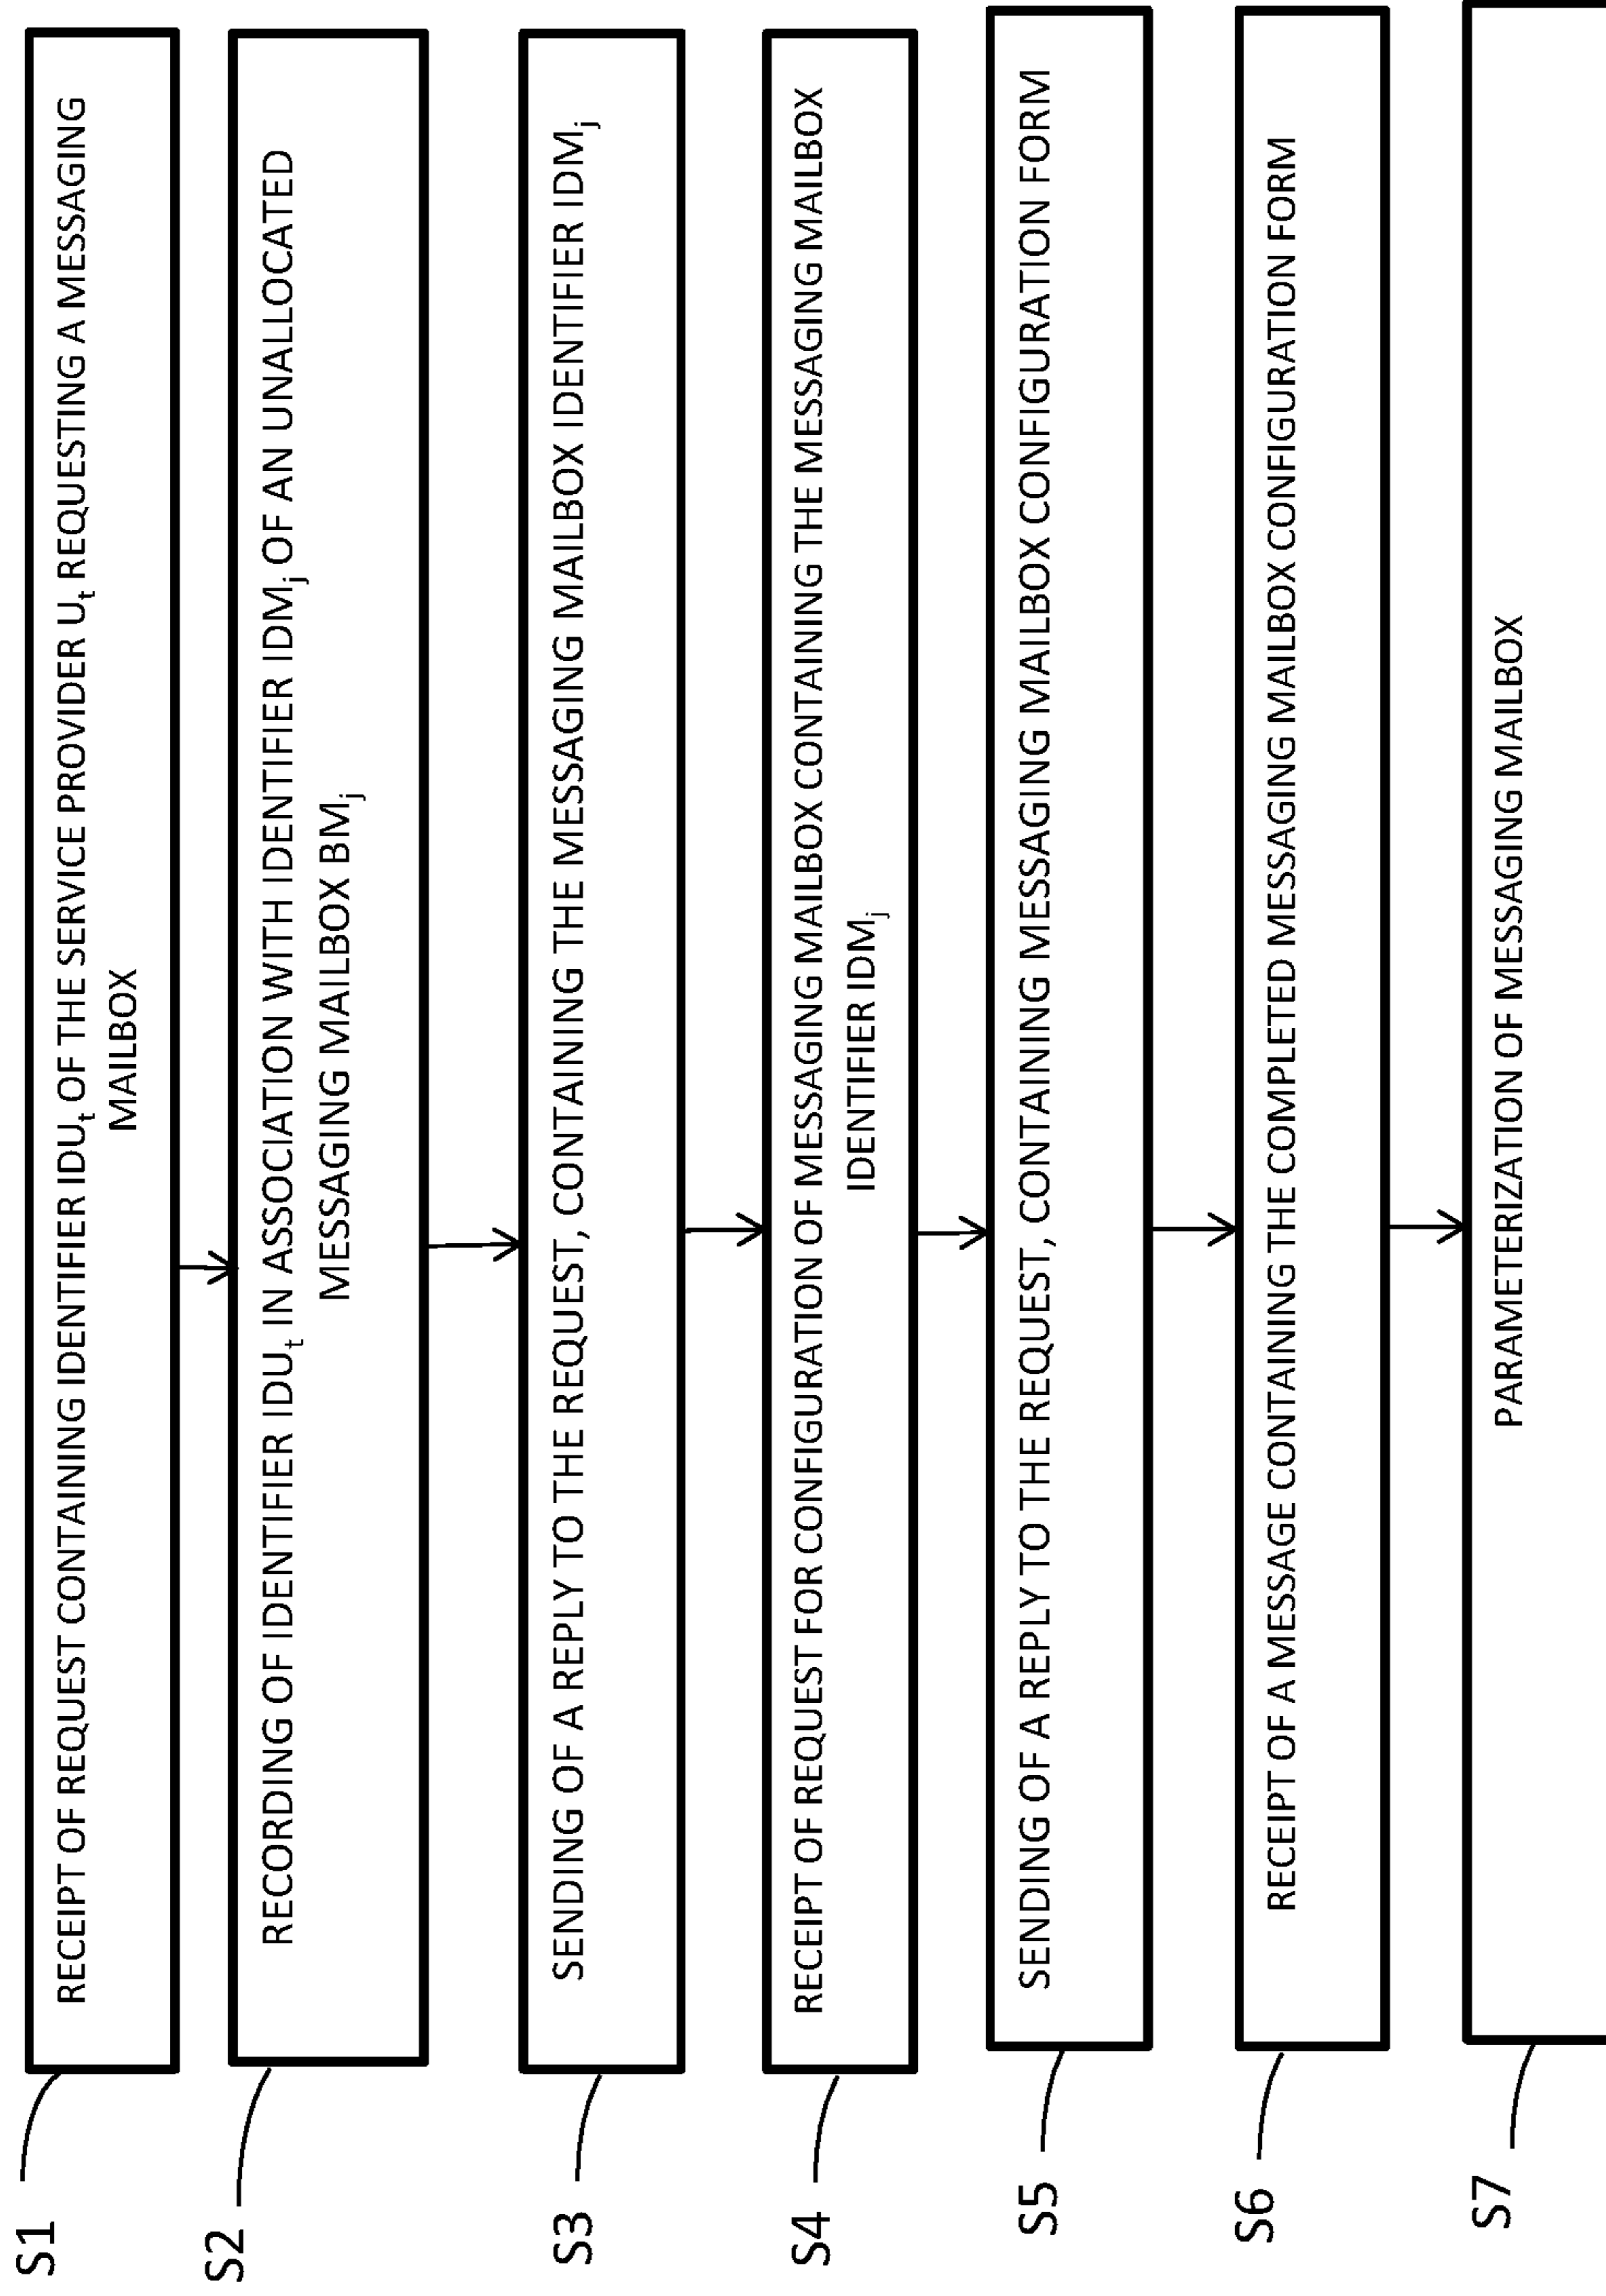 S1
RECEIPT OF REQUEST CONTAINING IDENTIFIER IDUt OF THE SERVICE PROVIDER Ut REQUESTING A MESSAGING
MAILBOX
S2
RECORDING OF IDENTIFIER IDUt IN ASSOCIATION WITH IDENTIFIER IDMj OF AN UNALLOCATED
MESSAGING MAILBOX BMj
S3
SENDING OF A REPLY TO THE REQUEST, CONTAINING THE MESSAGING MAILBOX IDENTIFIER IDMj
S4
RECEIPT OF REQUEST FOR CONFIGURATION OF MESSAGING MAILBOX CONTAINING THE MESSAGING MAILBOX
IDENTIFIER IDMj
S5
SENDING OF A REPLY TO THE REQUEST, CONTAINING MESSAGING MAILBOX CONFIGURATION FORM
S6
RECEIPT OF A MESSAGE CONTAINING THE COMPLETED MESSAGING MAILBOX CONFIGURATION FORM
S7
PARAMETERIZATION OF MESSAGING MAILBOX